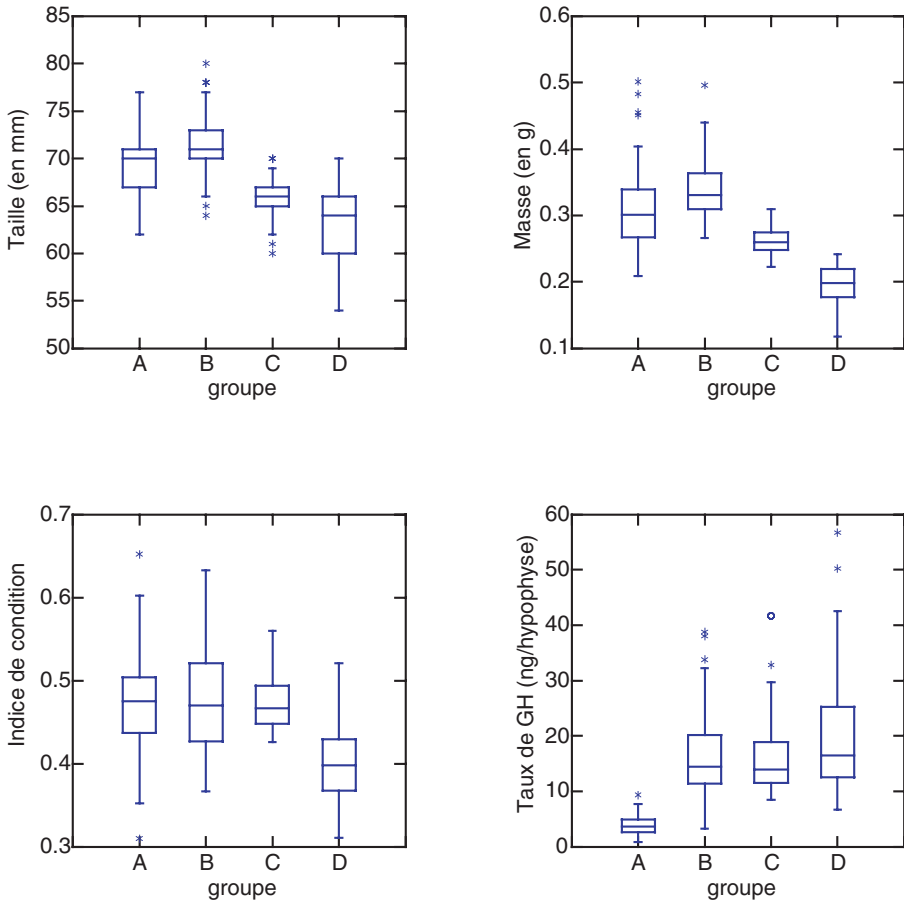 Taille (en mm)
85
80
75
70
65
60
55
50
A B C D
groupe
Masse (en g)
0.6
0.5
0.4
0.3
0.2
0.1
A B C D
groupe
Indice de condition
0.7
0.6
0.5
0.4
0.3
A B C D
groupe
Taux de GH (ng/hypophyse)
60
50
40
30
20
10
0
A B C D
groupe